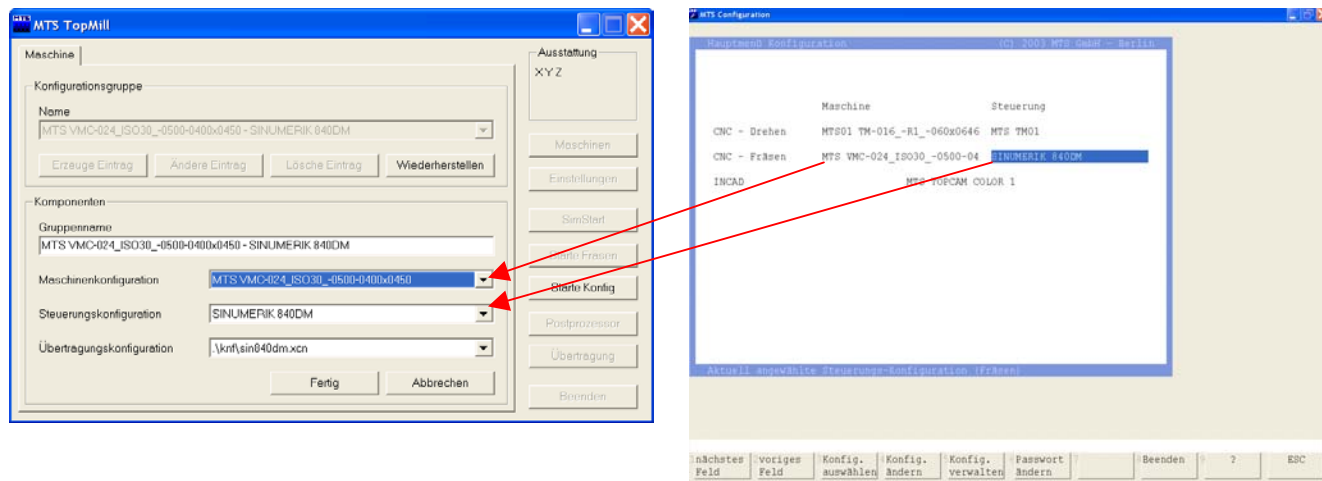 MTS TopMill
Maschine
Konfigurationsgruppe
Name
MTS VMC-024_ISO30_-0500-0400x0450 - SINUMERIK 840DM
Erzeuge Eintrag
Ändere Eintrag
Lösche Eintrag
Wiederherstellen
Komponenten
Gruppenname
MTS VMC-024_ISO30_-0500-0400x0450 - SINUMERIK 840DM
Maschinenkonfiguration
MTS VMC-024_ISO30_-0500-0400x0450
Steuerungskonfiguration
SINUMERIK 840DM
Übertragungskonfiguration
.\knf\sin840dm.xcn
Fertig
Abbrechen
Ausstattung
XYZ
Maschinen
Einstellungen
SimStart
Starte Fräsen
Starte Konfig
Postprozessor
Übertragung
Beenden
MTS Configuration
Hauptmenü Konfiguration (C) 2003 MTS GmbH - Berlin
Maschine Steuerung
CNC - Drehen MTS01 TM-016_-R1_-060x0646 MTS TM01
CNC - Fräsen MTS VMC-024_ISO30_-0500-04 SINUMERIK 840DM
INCAD MTS TOPCAM COLOR 1
Aktuell angewählte Steuerungs-Konfiguration (Fräsen)
nächstes Feld
voriges Feld
Konfig. auswählen
Konfig. ändern
Konfig. verwalten
Passwort ändern
Beenden
?
ESC